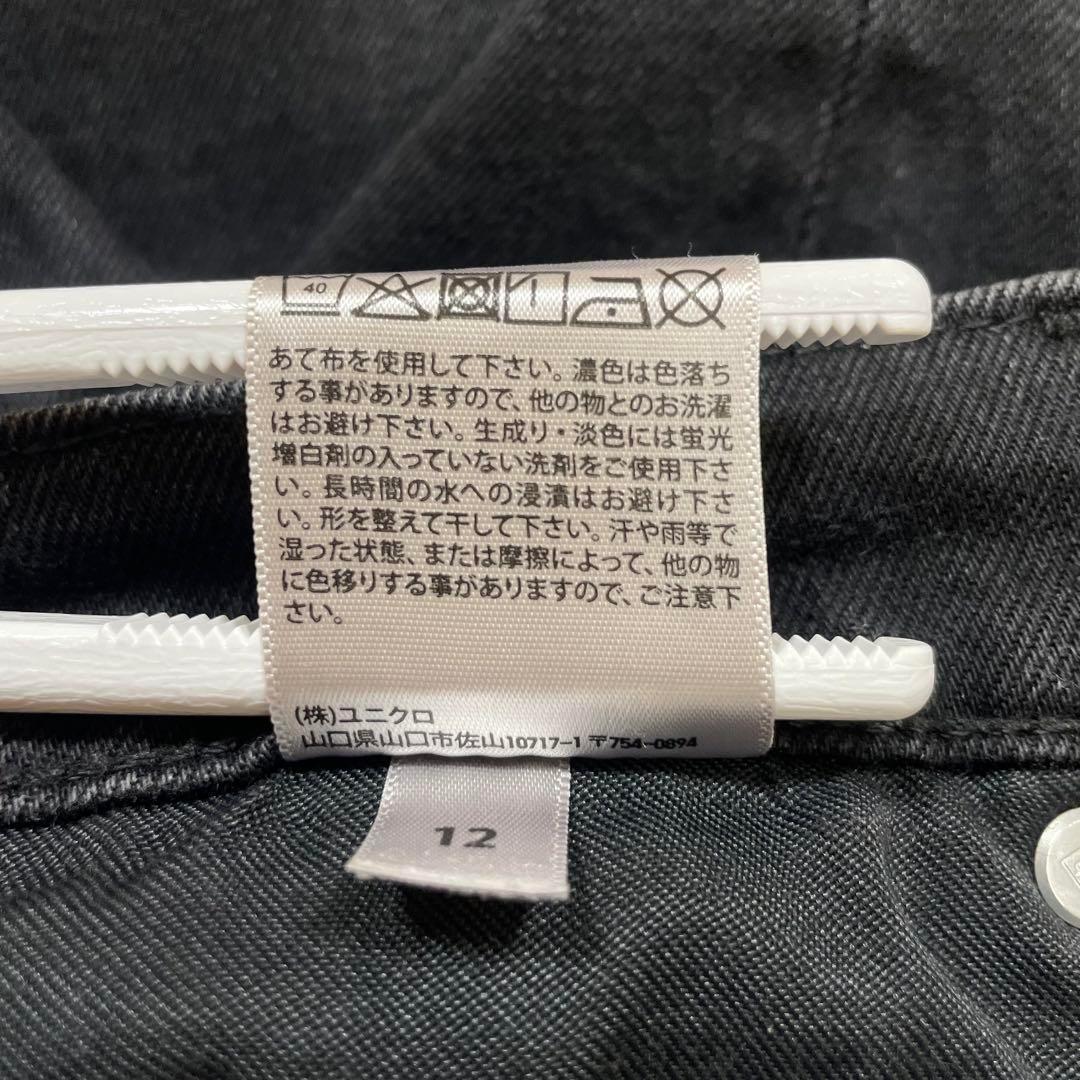 40
あて布を使用して下さい。濃色は色落ち
する事がありますので、他の物とのお洗濯
はお避け下さい。生成り・淡色には蛍光
増白剤の入っていない洗剤をご使用下さ
い。長時間の水への浸漬はお避け下さ
い。形を整えて干して下さい。汗や雨等で
湿った状態、または摩擦によって、他の物
に色移りする事がありますので、ご注意下
さい。
(株)ユニクロ
山口県山口市佐山10717-1 〒754-0894
12